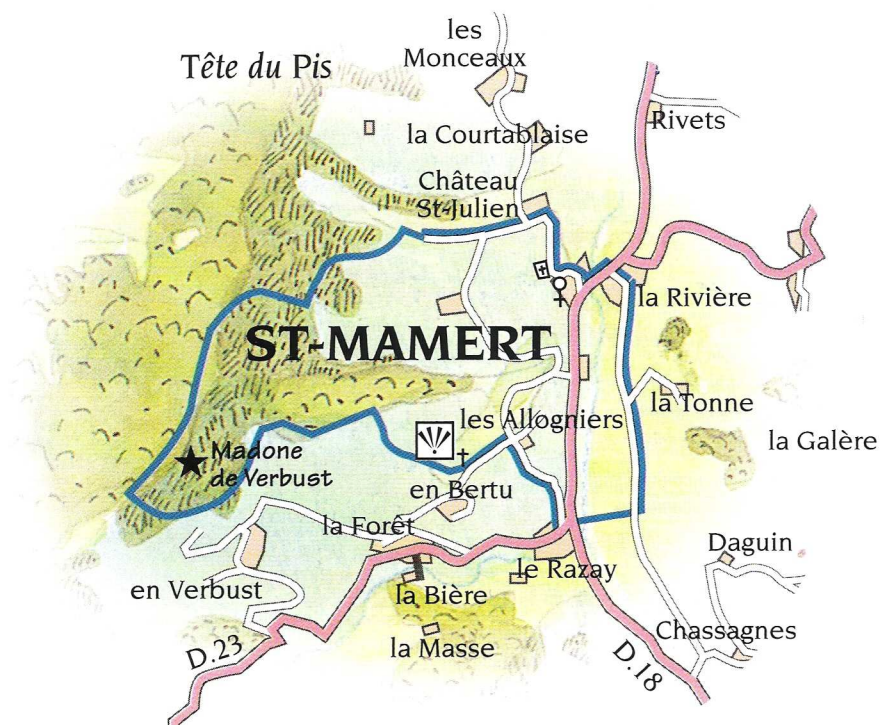 les
Monceaux
Tête du Pis
Rivets
la Courtablaise
Château
St-Julien
la Rivière
ST-MAMERT
la Tonne
les Allogniers
la Galère
Madone
de Verbust
en Bertu
la Forêt
Daguin
le Razay
en Verbust
la Bière
Chassagnes
la Masse
D.23
D.18